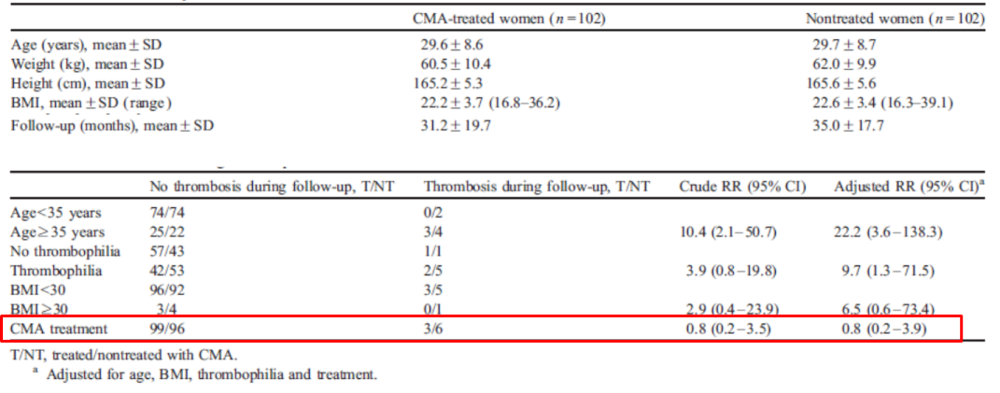 CMA-treated women (n=102) Nontreated women (n=102)
Age (years), mean±SD 29.6±8.6 29.7±8.7
Weight (kg), mean±SD 60.5±10.4 62.0±9.9
Height (cm), mean±SD 165.2±5.3 165.6±5.6
BMI, mean±SD (range) 22.2±3.7 (16.8–36.2) 22.6±3.4 (16.3–39.1)
Follow-up (months), mean±SD 31.2±19.7 35.0±17.7
No thrombosis during follow-up, T/NT Thrombosis during follow-up, T/NT Crude RR (95% CI) Adjusted RR (95% CI)a
Age<35 years 74/74 0/2
Age≥35 years 25/22 3/4 10.4 (2.1–50.7) 22.2 (3.6–138.3)
No thrombophilia 57/43 1/1
Thrombophilia 42/53 2/5 3.9 (0.8–19.8) 9.7 (1.3–71.5)
BMI<30 96/92 3/5
BMI≥30 3/4 0/1 2.9 (0.4–23.9) 6.5 (0.6–73.4)
CMA treatment 99/96 3/6 0.8 (0.2–3.5) 0.8 (0.2–3.9)
T/NT, treated/nontreated with CMA.
a Adjusted for age, BMI, thrombophilia and treatment.